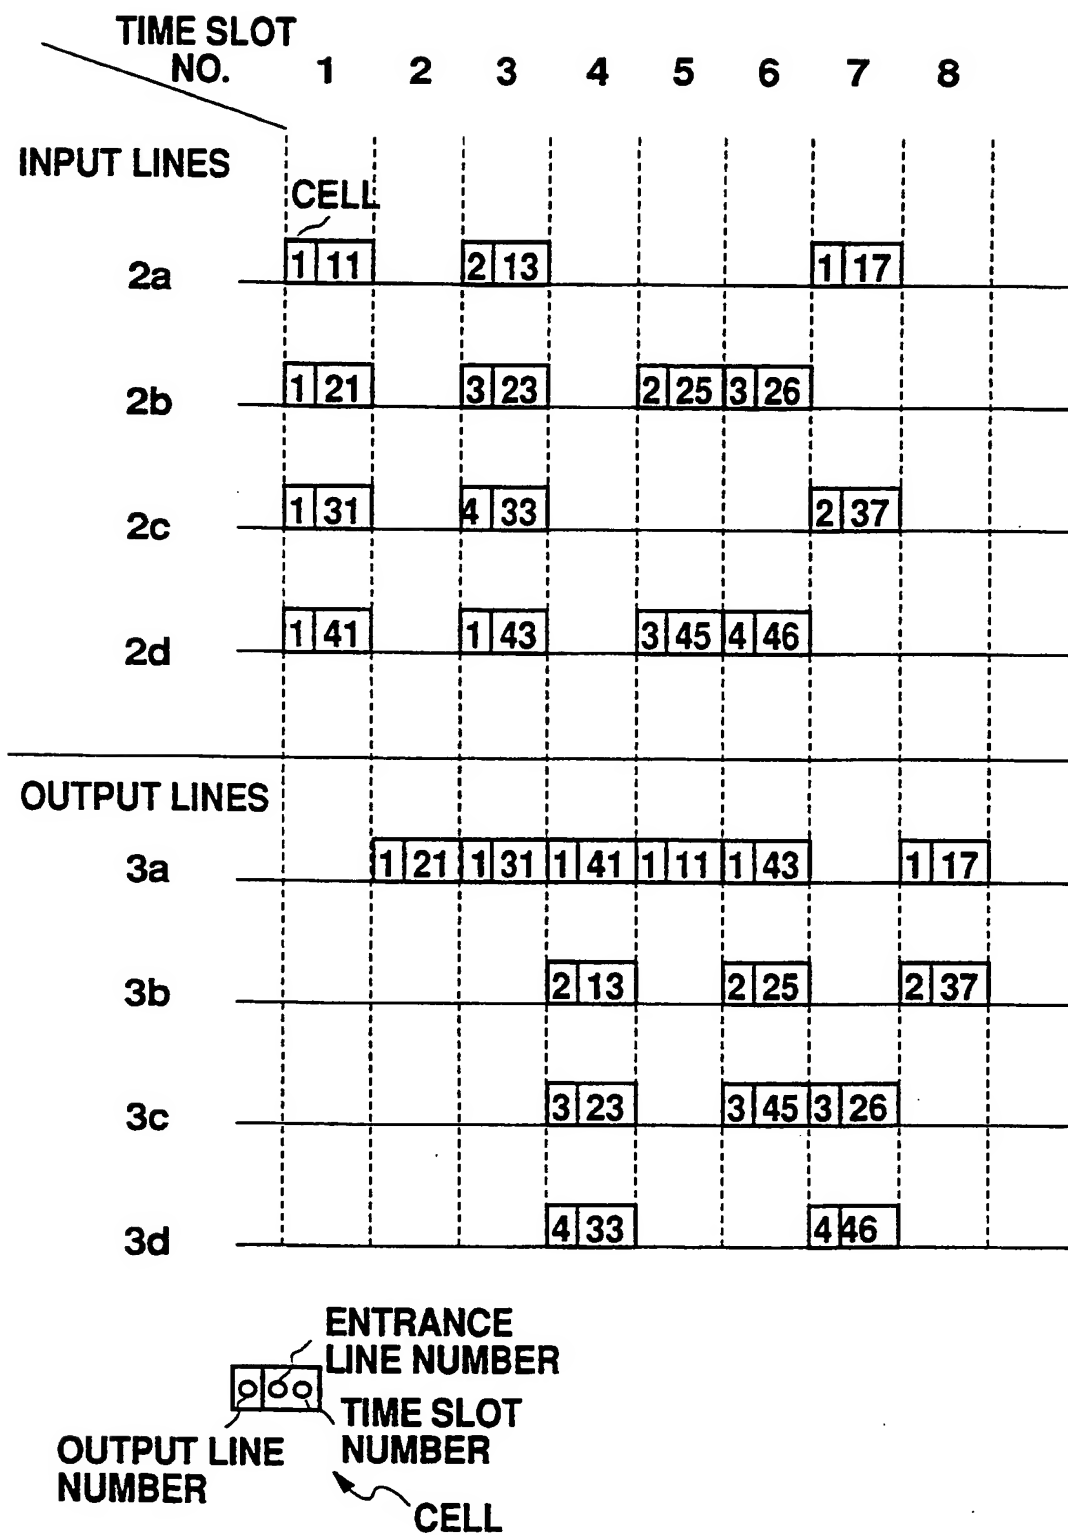 TIME SLOT
NO. 1 2 3 4 5 6 7 8
INPUT LINES
CELL
2a 1 11 2 13 1 17
2b 1 21 3 23 2 25 3 26
2c 1 31 4 33 2 37
2d 1 41 1 43 3 45 4 46
OUTPUT LINES
3a 1 21 1 31 1 41 1 11 1 43 1 17
3b 2 13 2 25 2 37
3c 3 23 3 45 3 26
3d 4 33 4 46
ENTRANCE
LINE NUMBER
TIME SLOT
NUMBER
OUTPUT LINE
NUMBER
CELL